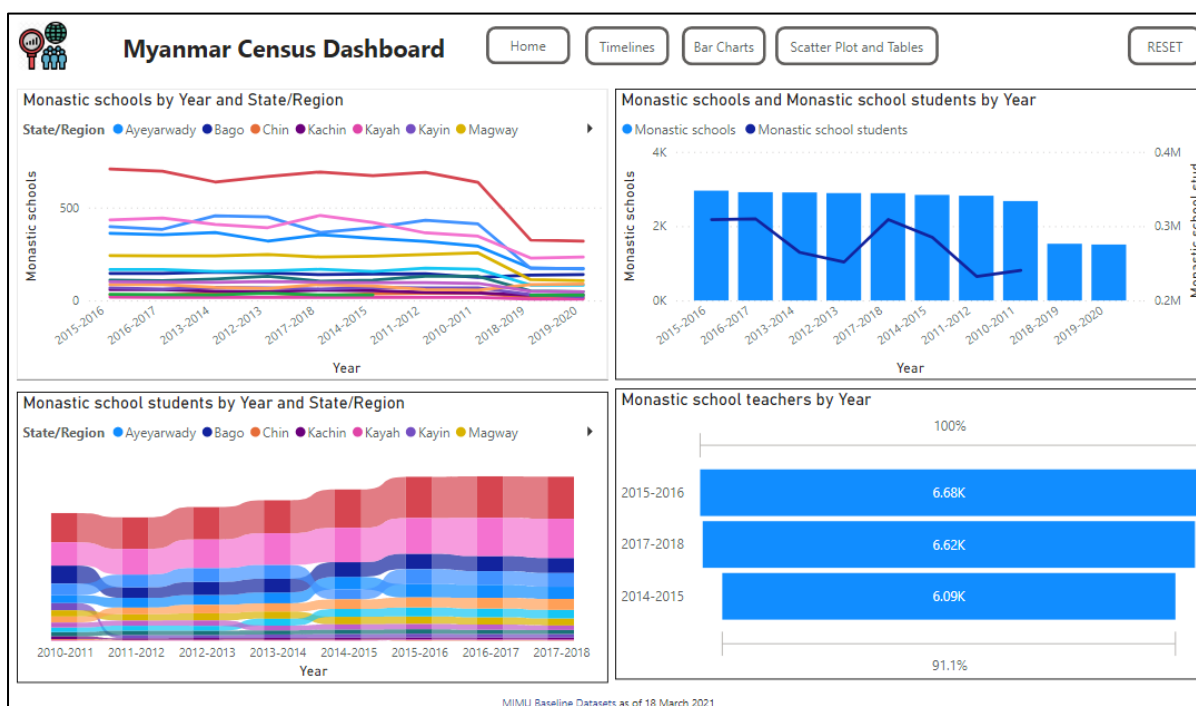 Myanmar Census Dashboard
Home
Timelines
Bar Charts
Scatter Plot and Tables
RESET
Monastic schools by Year and State/Region
State/Region Ayeyarwady Bago Chin Kachin Kayah Kayin Magway
Monastic schools
500
0
2015-2016
2016-2017
2013-2014
2012-2013
2017-2018
2014-2015
2011-2012
2010-2011
2018-2019
2019-2020
Year
Monastic schools and Monastic school students by Year
Monastic schools Monastic school students
Monastic schools
4K
2K
0K
0.4M
0.3M
0.2M
Monastic school stud
2015-2016
2016-2017
2013-2014
2012-2013
2017-2018
2014-2015
2011-2012
2010-2011
2018-2019
2019-2020
Year
Monastic school students by Year and State/Region
State/Region Ayeyarwady Bago Chin Kachin Kayah Kayin Magway
2010-2011 2011-2012 2012-2013 2013-2014 2014-2015 2015-2016 2016-2017 2017-2018
Year
Monastic school teachers by Year
100%
2015-2016 6.68K
2017-2018 6.62K
2014-2015 6.09K
91.1%
MIMU Baseline Datasets as of 18 March 2021